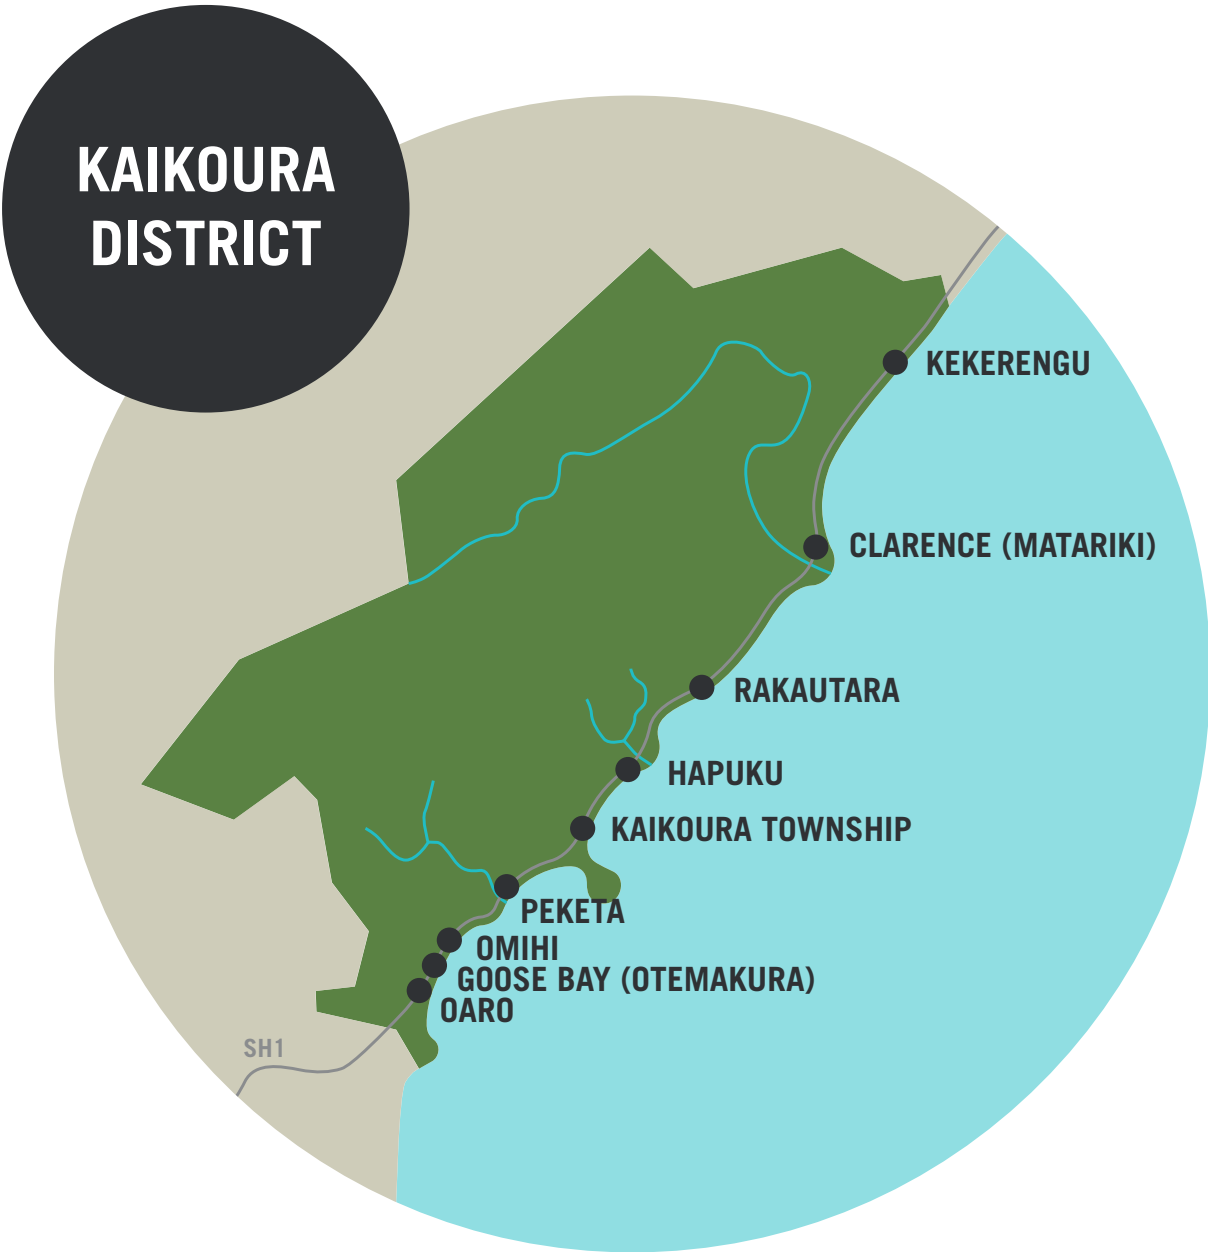 KAIKOURA
DISTRICT
KEKERENGU
CLARENCE (MATARIKI)
RAKAUTARA
HAPUKU
KAIKOURA TOWNSHIP
PEKETA
OMIHI
GOOSE BAY (OTEMAKURA)
OARO
SH1